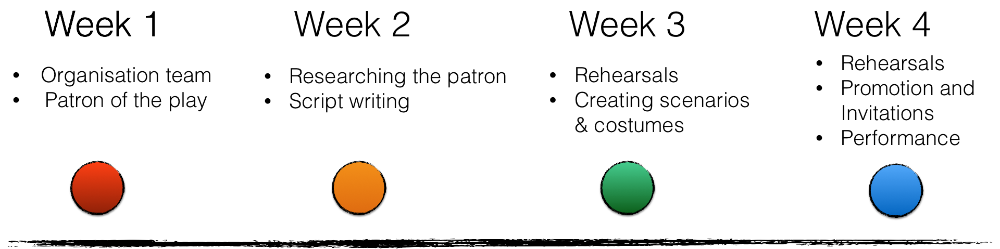 Week 1
• Organisation team
• Patron of the play
Week 2
• Researching the patron
• Script writing
Week 3
• Rehearsals
• Creating scenarios
& costumes
Week 4
• Rehearsals
• Promotion and
Invitations
• Performance